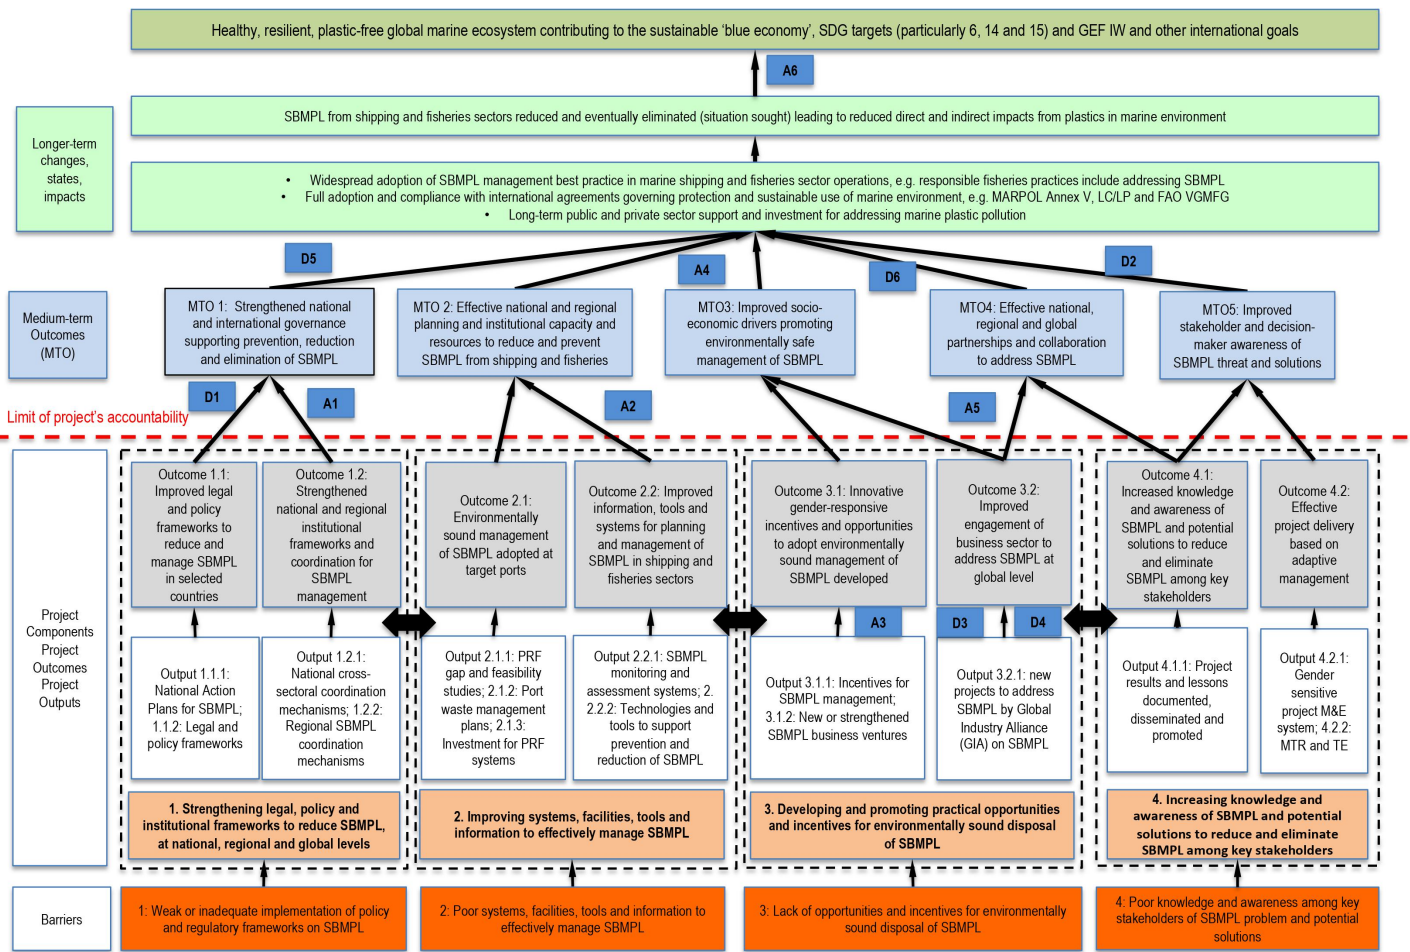 Healthy, resilient, plastic-free global marine ecosystem contributing to the sustainable ‘blue economy’, SDG targets (particularly 6, 14 and 15) and GEF IW and other international goals
A6
Longer-term
changes,
states,
impacts
SBMPL from shipping and fisheries sectors reduced and eventually eliminated (situation sought) leading to reduced direct and indirect impacts from plastics in marine environment
• Widespread adoption of SBMPL management best practice in marine shipping and fisheries sector operations, e.g. responsible fisheries practices include addressing SBMPL
• Full adoption and compliance with international agreements governing protection and sustainable use of marine environment, e.g. MARPOL Annex V, LC/LP and FAO VGMFG
• Long-term public and private sector support and investment for addressing marine plastic pollution
D5
A4
D6
D2
Medium-term
Outcomes
(MTO)
MTO 1: Strengthened national
and international governance
supporting prevention, reduction
and elimination of SBMPL
MTO 2: Effective national and regional
planning and institutional capacity and
resources to reduce and prevent
SBMPL from shipping and fisheries
MTO3: Improved socio-
economic drivers promoting
environmentally safe
management of SBMPL
MTO4: Effective national,
regional and global
partnerships and collaboration
to address SBMPL
MTO5: Improved
stakeholder and decision-
maker awareness of
SBMPL threat and solutions
D1
A1
A2
A5
Limit of project’s accountability
Project
Components
Project
Outcomes
Project
Outputs
Outcome 1.1:
Improved legal
and policy
frameworks to
reduce and
manage SBMPL
in selected
countries
Outcome 1.2:
Strengthened
national and regional
institutional
frameworks and
coordination for
SBMPL
management
Outcome 2.1:
Environmentally
sound management
of SBMPL adopted at
target ports
Outcome 2.2: Improved
information, tools and
systems for planning
and management of
SBMPL in shipping and
fisheries sectors
Outcome 3.1: Innovative
gender-responsive
incentives and opportunities
to adopt environmentally
sound management of
SBMPL developed
Outcome 3.2:
Improved
engagement of
business sector to
address SBMPL at
global level
Outcome 4.1:
Increased knowledge
and awareness of
SBMPL and potential
solutions to reduce
and eliminate
SBMPL among key
stakeholders
Outcome 4.2:
Effective
project delivery
based on
adaptive
management
A3
D3
D4
Output 1.1.1:
National Action
Plans for SBMPL;
1.1.2: Legal and
policy frameworks
Output 1.2.1:
National cross-
sectoral coordination
mechanisms; 1.2.2:
Regional SBMPL
coordination
mechanisms
Output 2.1.1: PRF
gap and feasibility
studies; 2.1.2: Port
waste management
plans; 2.1.3:
Investment for PRF
systems
Output 2.2.1: SBMPL
monitoring and
assessment systems; 2.
2.2.2: Technologies and
tools to support
prevention and
reduction of SBMPL
Output 3.1.1: Incentives for
SBMPL management;
3.1.2: New or strengthened
SBMPL business ventures
Output 3.2.1: new
projects to address
SBMPL by Global
Industry Alliance
(GIA) on SBMPL
Output 4.1.1: Project
results and lessons
documented,
disseminated and
promoted
Output 4.2.1:
Gender
sensitive
project M&E
system; 4.2.2:
MTR and TE
1. Strengthening legal, policy and
institutional frameworks to reduce SBMPL,
at national, regional and global levels
2. Improving systems, facilities, tools and
information to effectively manage SBMPL
3. Developing and promoting practical opportunities
and incentives for environmentally sound disposal
of SBMPL
4. Increasing knowledge and
awareness of SBMPL and potential
solutions to reduce and eliminate
SBMPL among key stakeholders
Barriers
1: Weak or inadequate implementation of policy
and regulatory frameworks on SBMPL
2: Poor systems, facilities, tools and information to
effectively manage SBMPL
3: Lack of opportunities and incentives for environmentally
sound disposal of SBMPL
4: Poor knowledge and awareness among key
stakeholders of SBMPL problem and potential
solutions